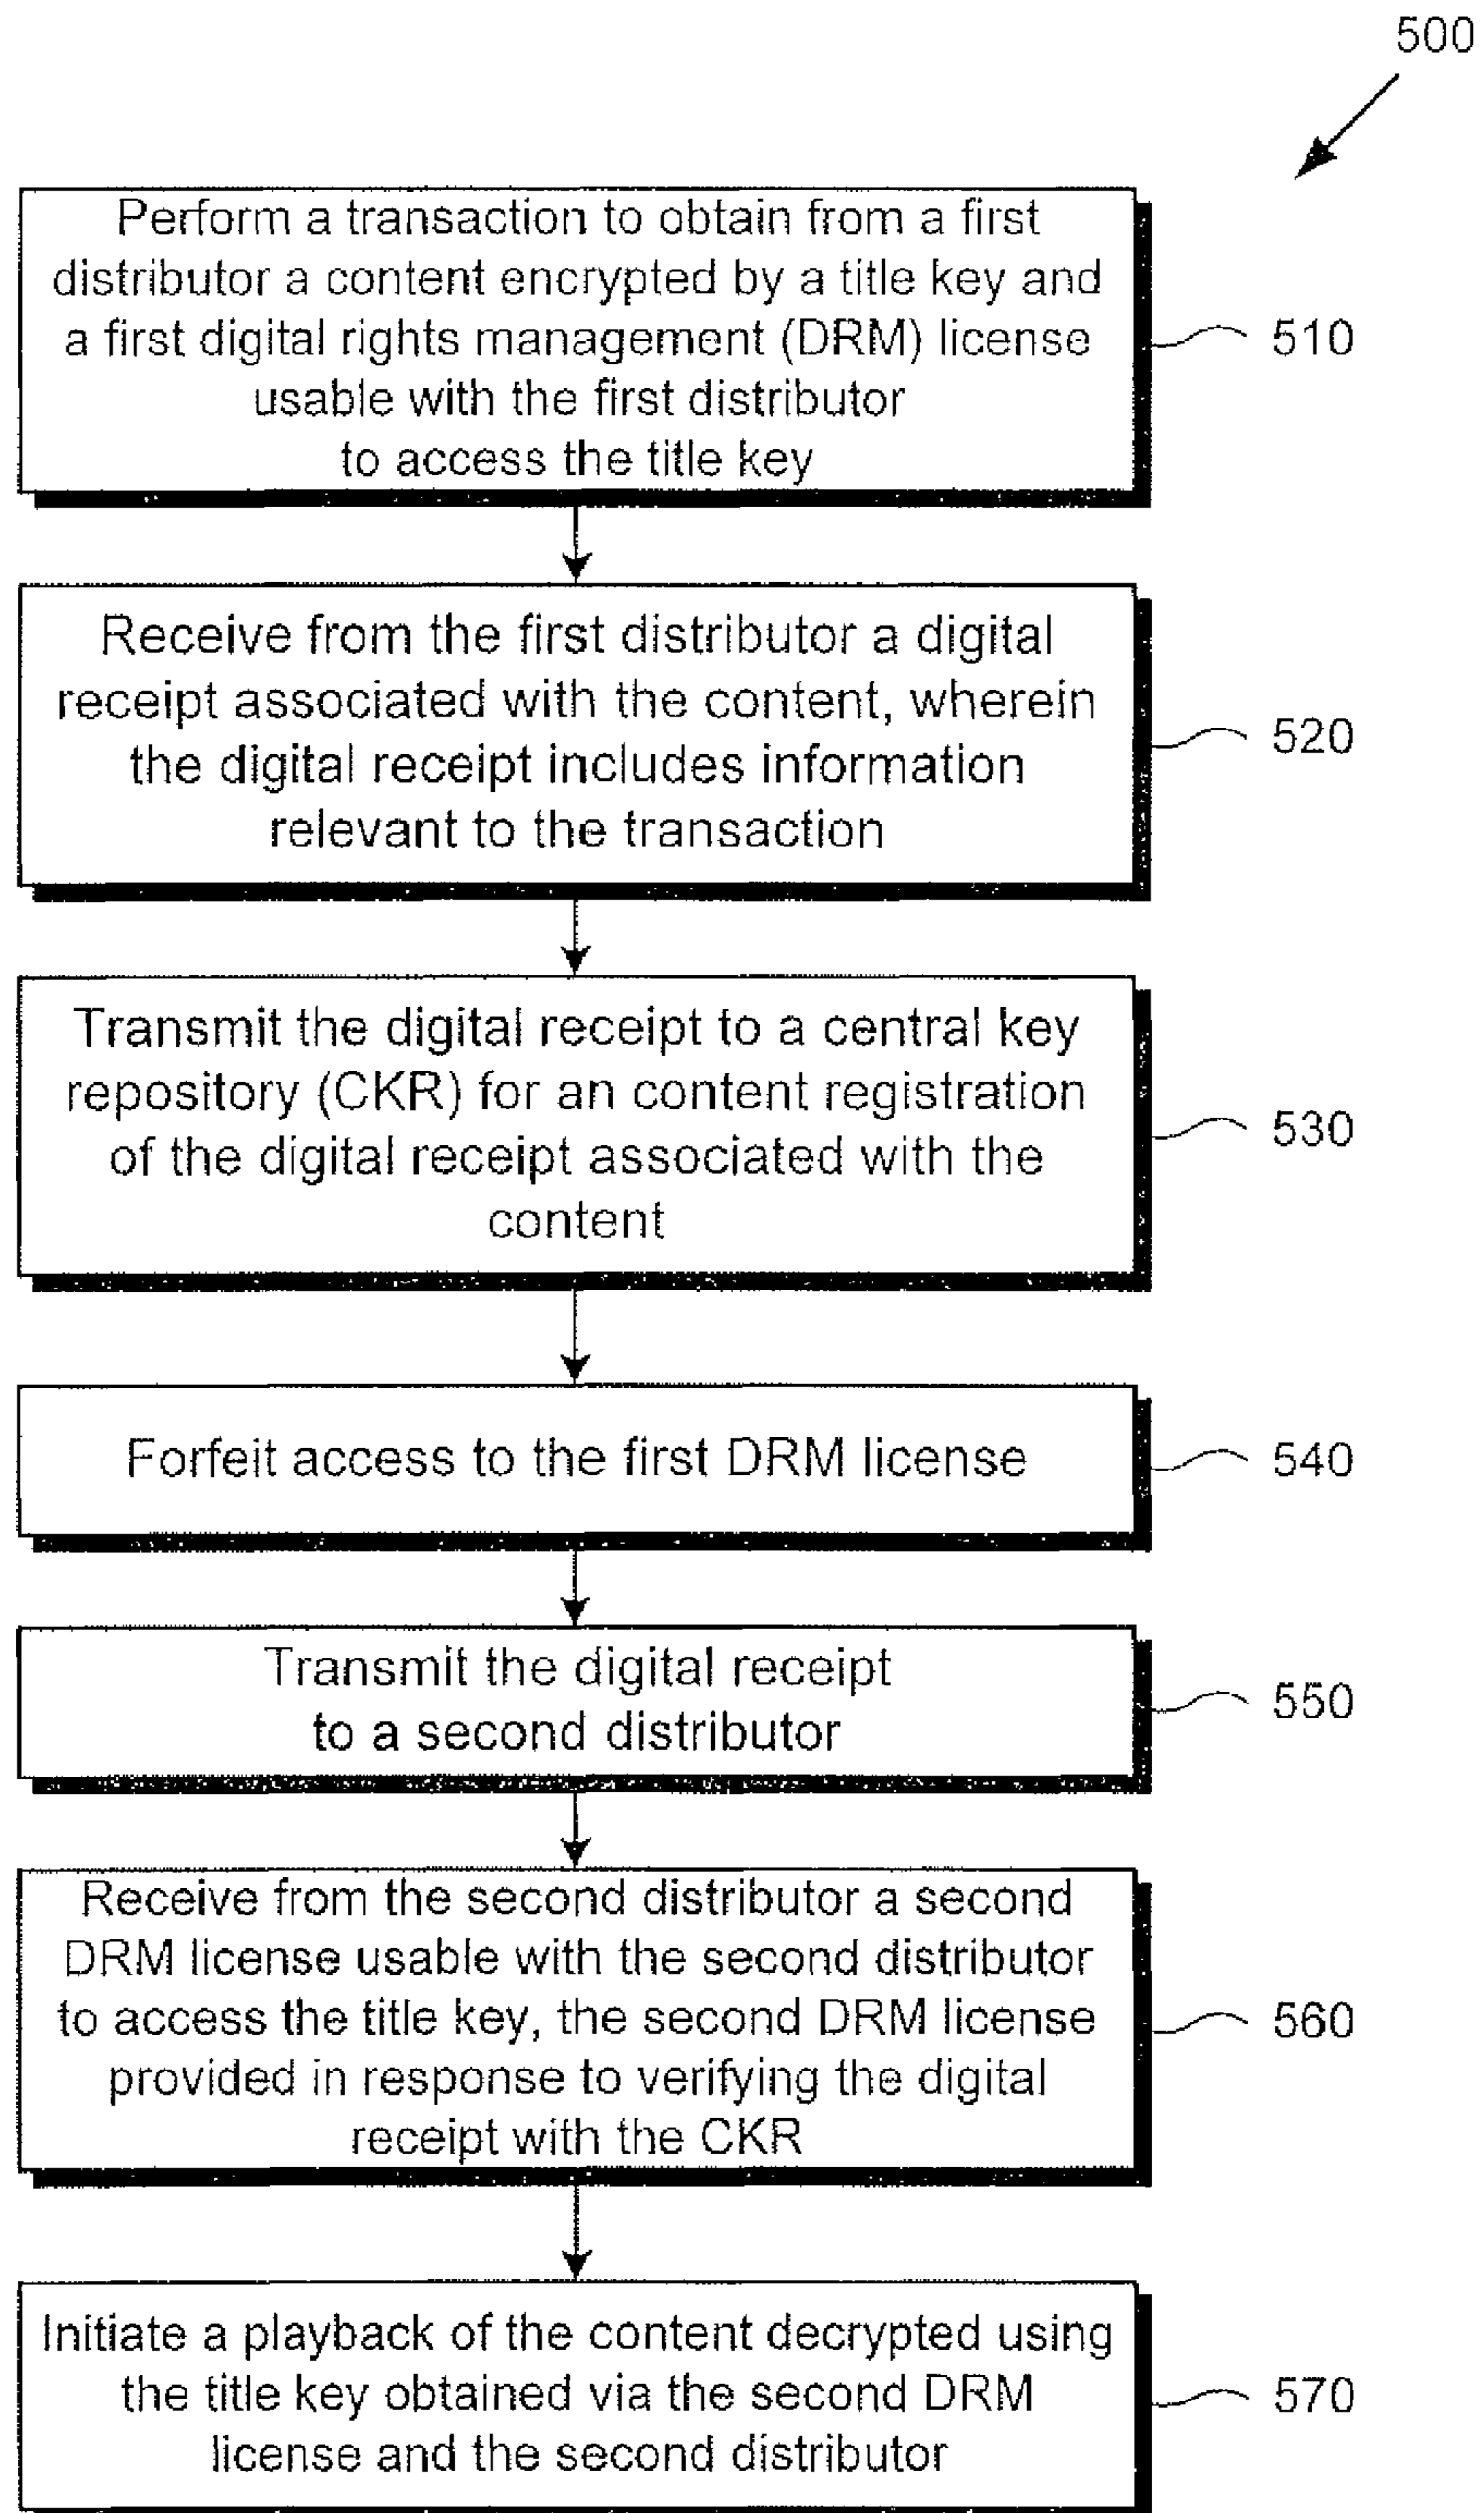 500
Perform a transaction to obtain from a first
distributor a content encrypted by a title key and
a first digital rights management (DRM) license
usable with the first distributor
to access the title key
510
Receive from the first distributor a digital
receipt associated with the content, wherein
the digital receipt includes information
relevant to the transaction
520
Transmit the digital receipt to a central key
repository (CKR) for an content registration
of the digital receipt associated with the
content
530
Forfeit access to the first DRM license
540
Transmit the digital receipt
to a second distributor
550
Receive from the second distributor a second
DRM license usable with the second distributor
to access the title key, the second DRM license
provided in response to verifying the digital
receipt with the CKR
560
Initiate a playback of the content decrypted using
the title key obtained via the second DRM
license and the second distributor
570